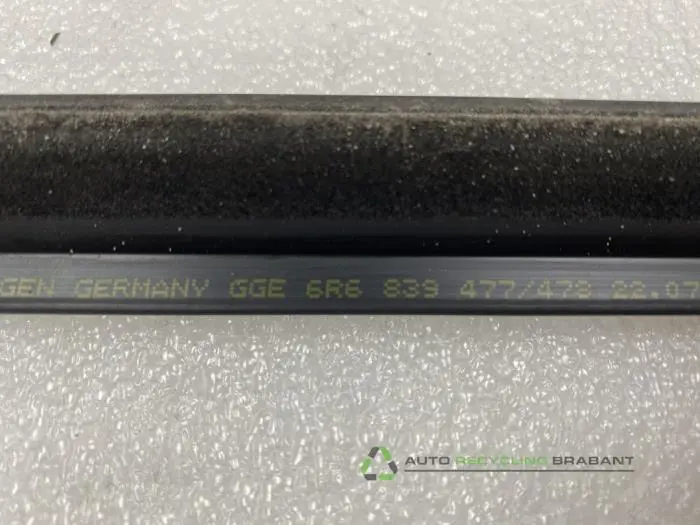 GEN GERMANY GGE 6R6 839 477/478 22.07
AUTO RECYCLING BRABANT